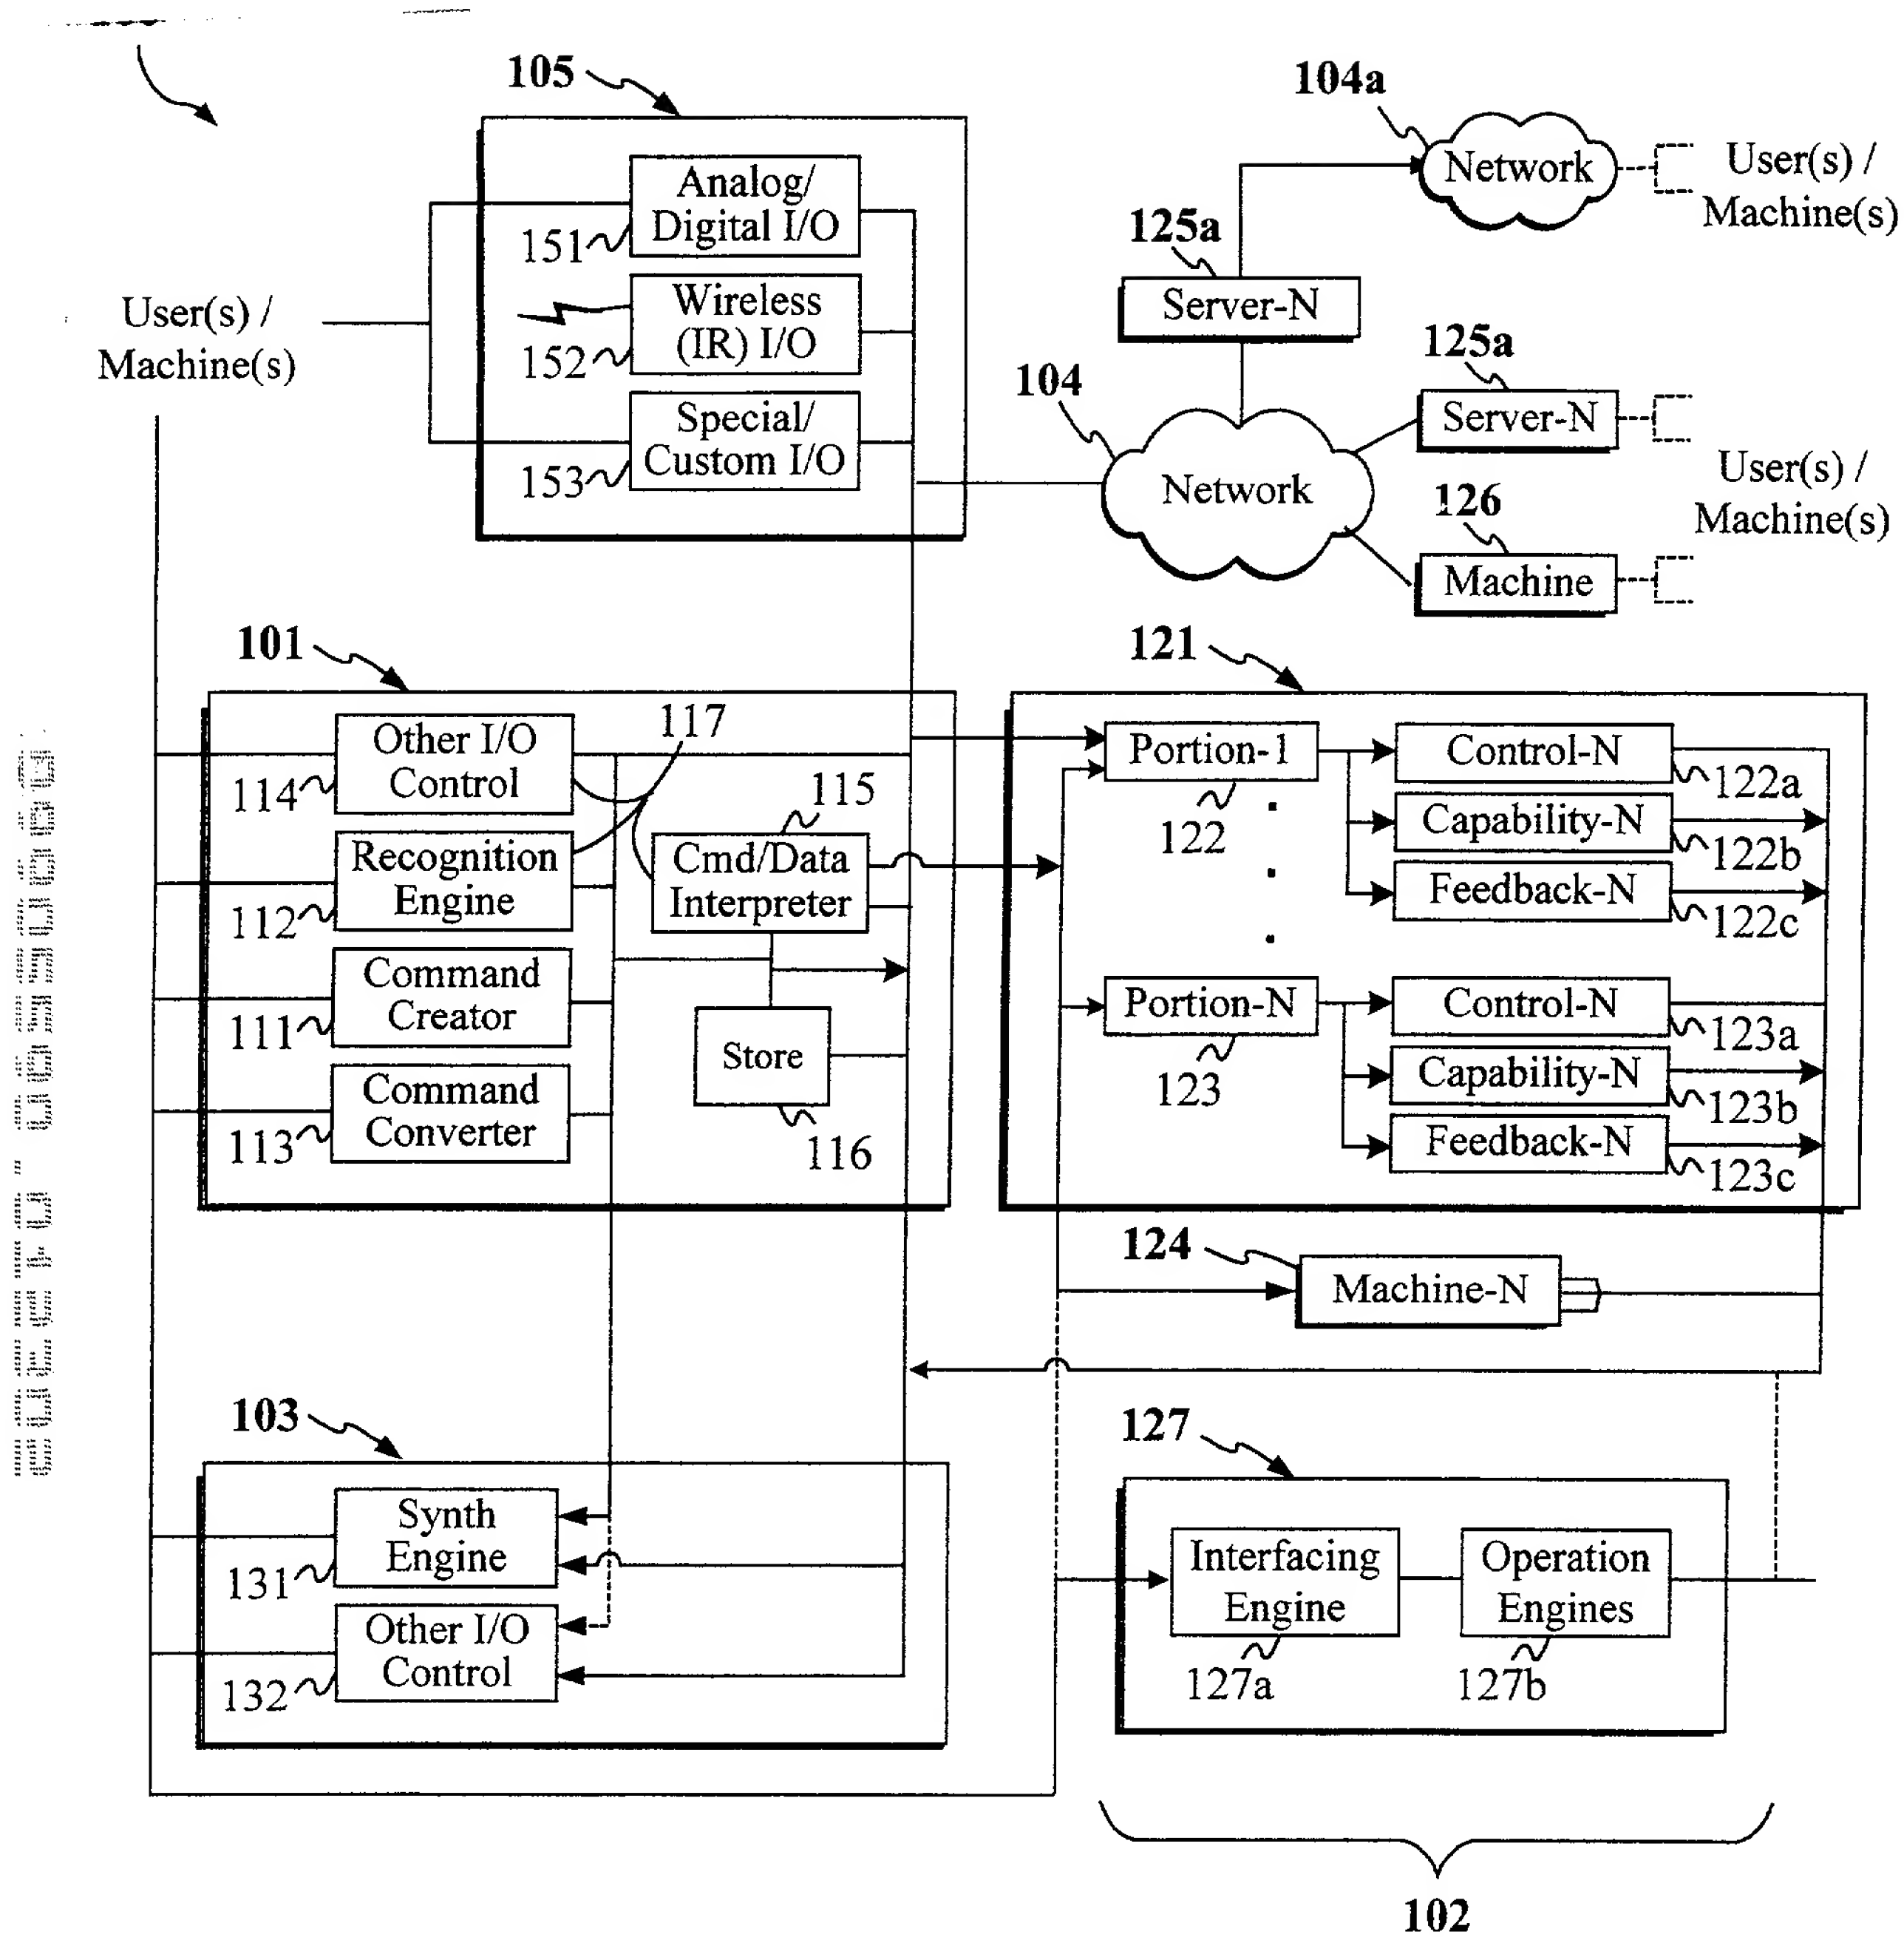 105
Analog/
Digital I/O
151
Wireless
(IR) I/O
152
Special/
Custom I/O
153
User(s) /
Machine(s)
104a
Network
User(s) /
Machine(s)
125a
Server-N
125a
Server-N
104
Network
User(s) /
Machine(s)
126
Machine
101
117
Other I/O
Control
114
115
Recognition
Engine
112
Cmd/Data
Interpreter
Command
Creator
111
Store
116
Command
Converter
113
121
Portion-1
122
Control-N
122a
Capability-N
122b
Feedback-N
122c
Portion-N
123
Control-N
123a
Capability-N
123b
Feedback-N
123c
124
Machine-N
103
Synth
Engine
131
Other I/O
Control
132
127
Interfacing
Engine
127a
Operation
Engines
127b
102